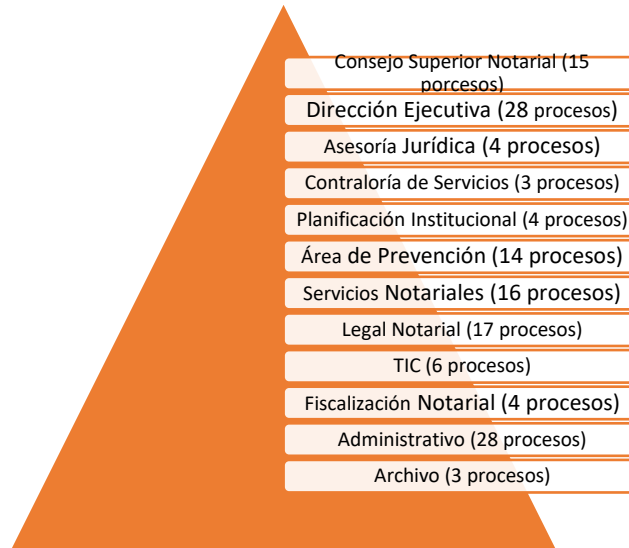 Consejo Superior Notarial (15
porcesos)
Dirección Ejecutiva (28 procesos)
Asesoría Jurídica (4 procesos)
Contraloría de Servicios (3 procesos)
Planificación Institucional (4 procesos)
Área de Prevención (14 procesos)
Servicios Notariales (16 procesos)
Legal Notarial (17 procesos)
TIC (6 procesos)
Fiscalización Notarial (4 procesos)
Administrativo (28 procesos)
Archivo (3 procesos)